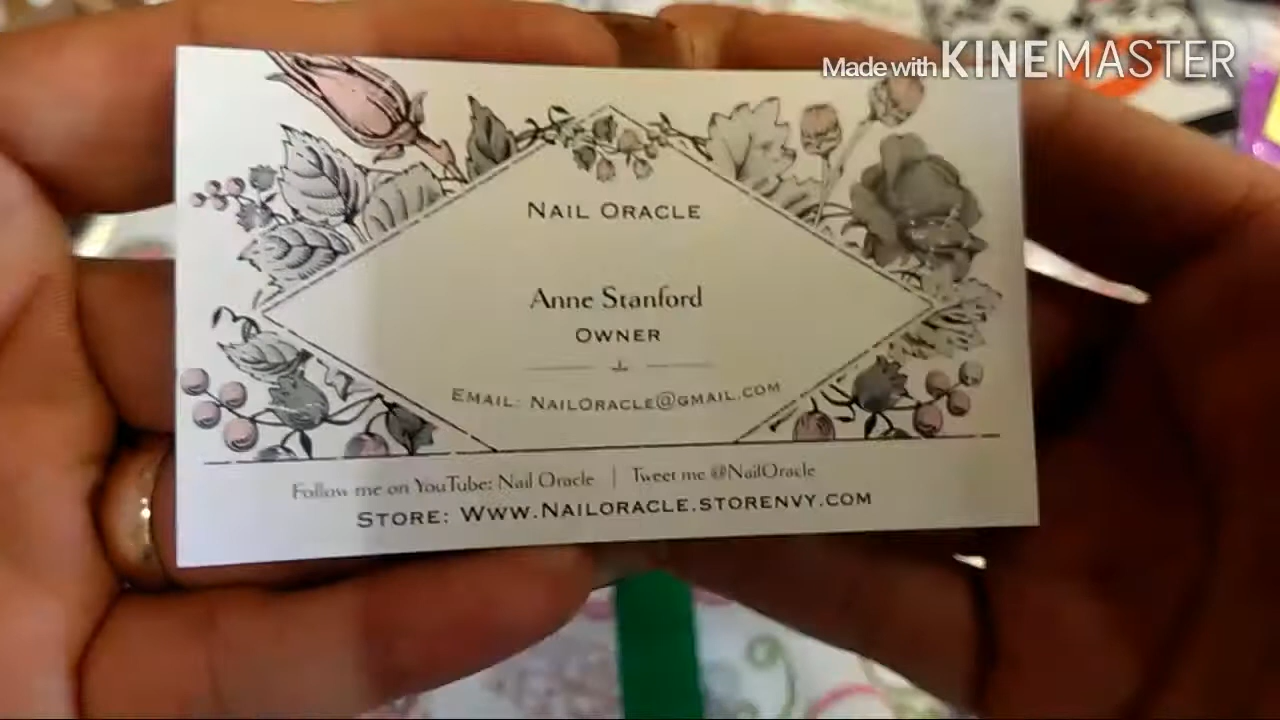 Made with KINEMASTER
NAIL ORACLE
Anne Stanford
OWNER
EMAIL: NAILORACLE@GMAIL.COM
Follow me on YouTube: Nail Oracle | Tweet me @NailOracle
STORE: WWW.NAILORACLE.STORENVY.COM